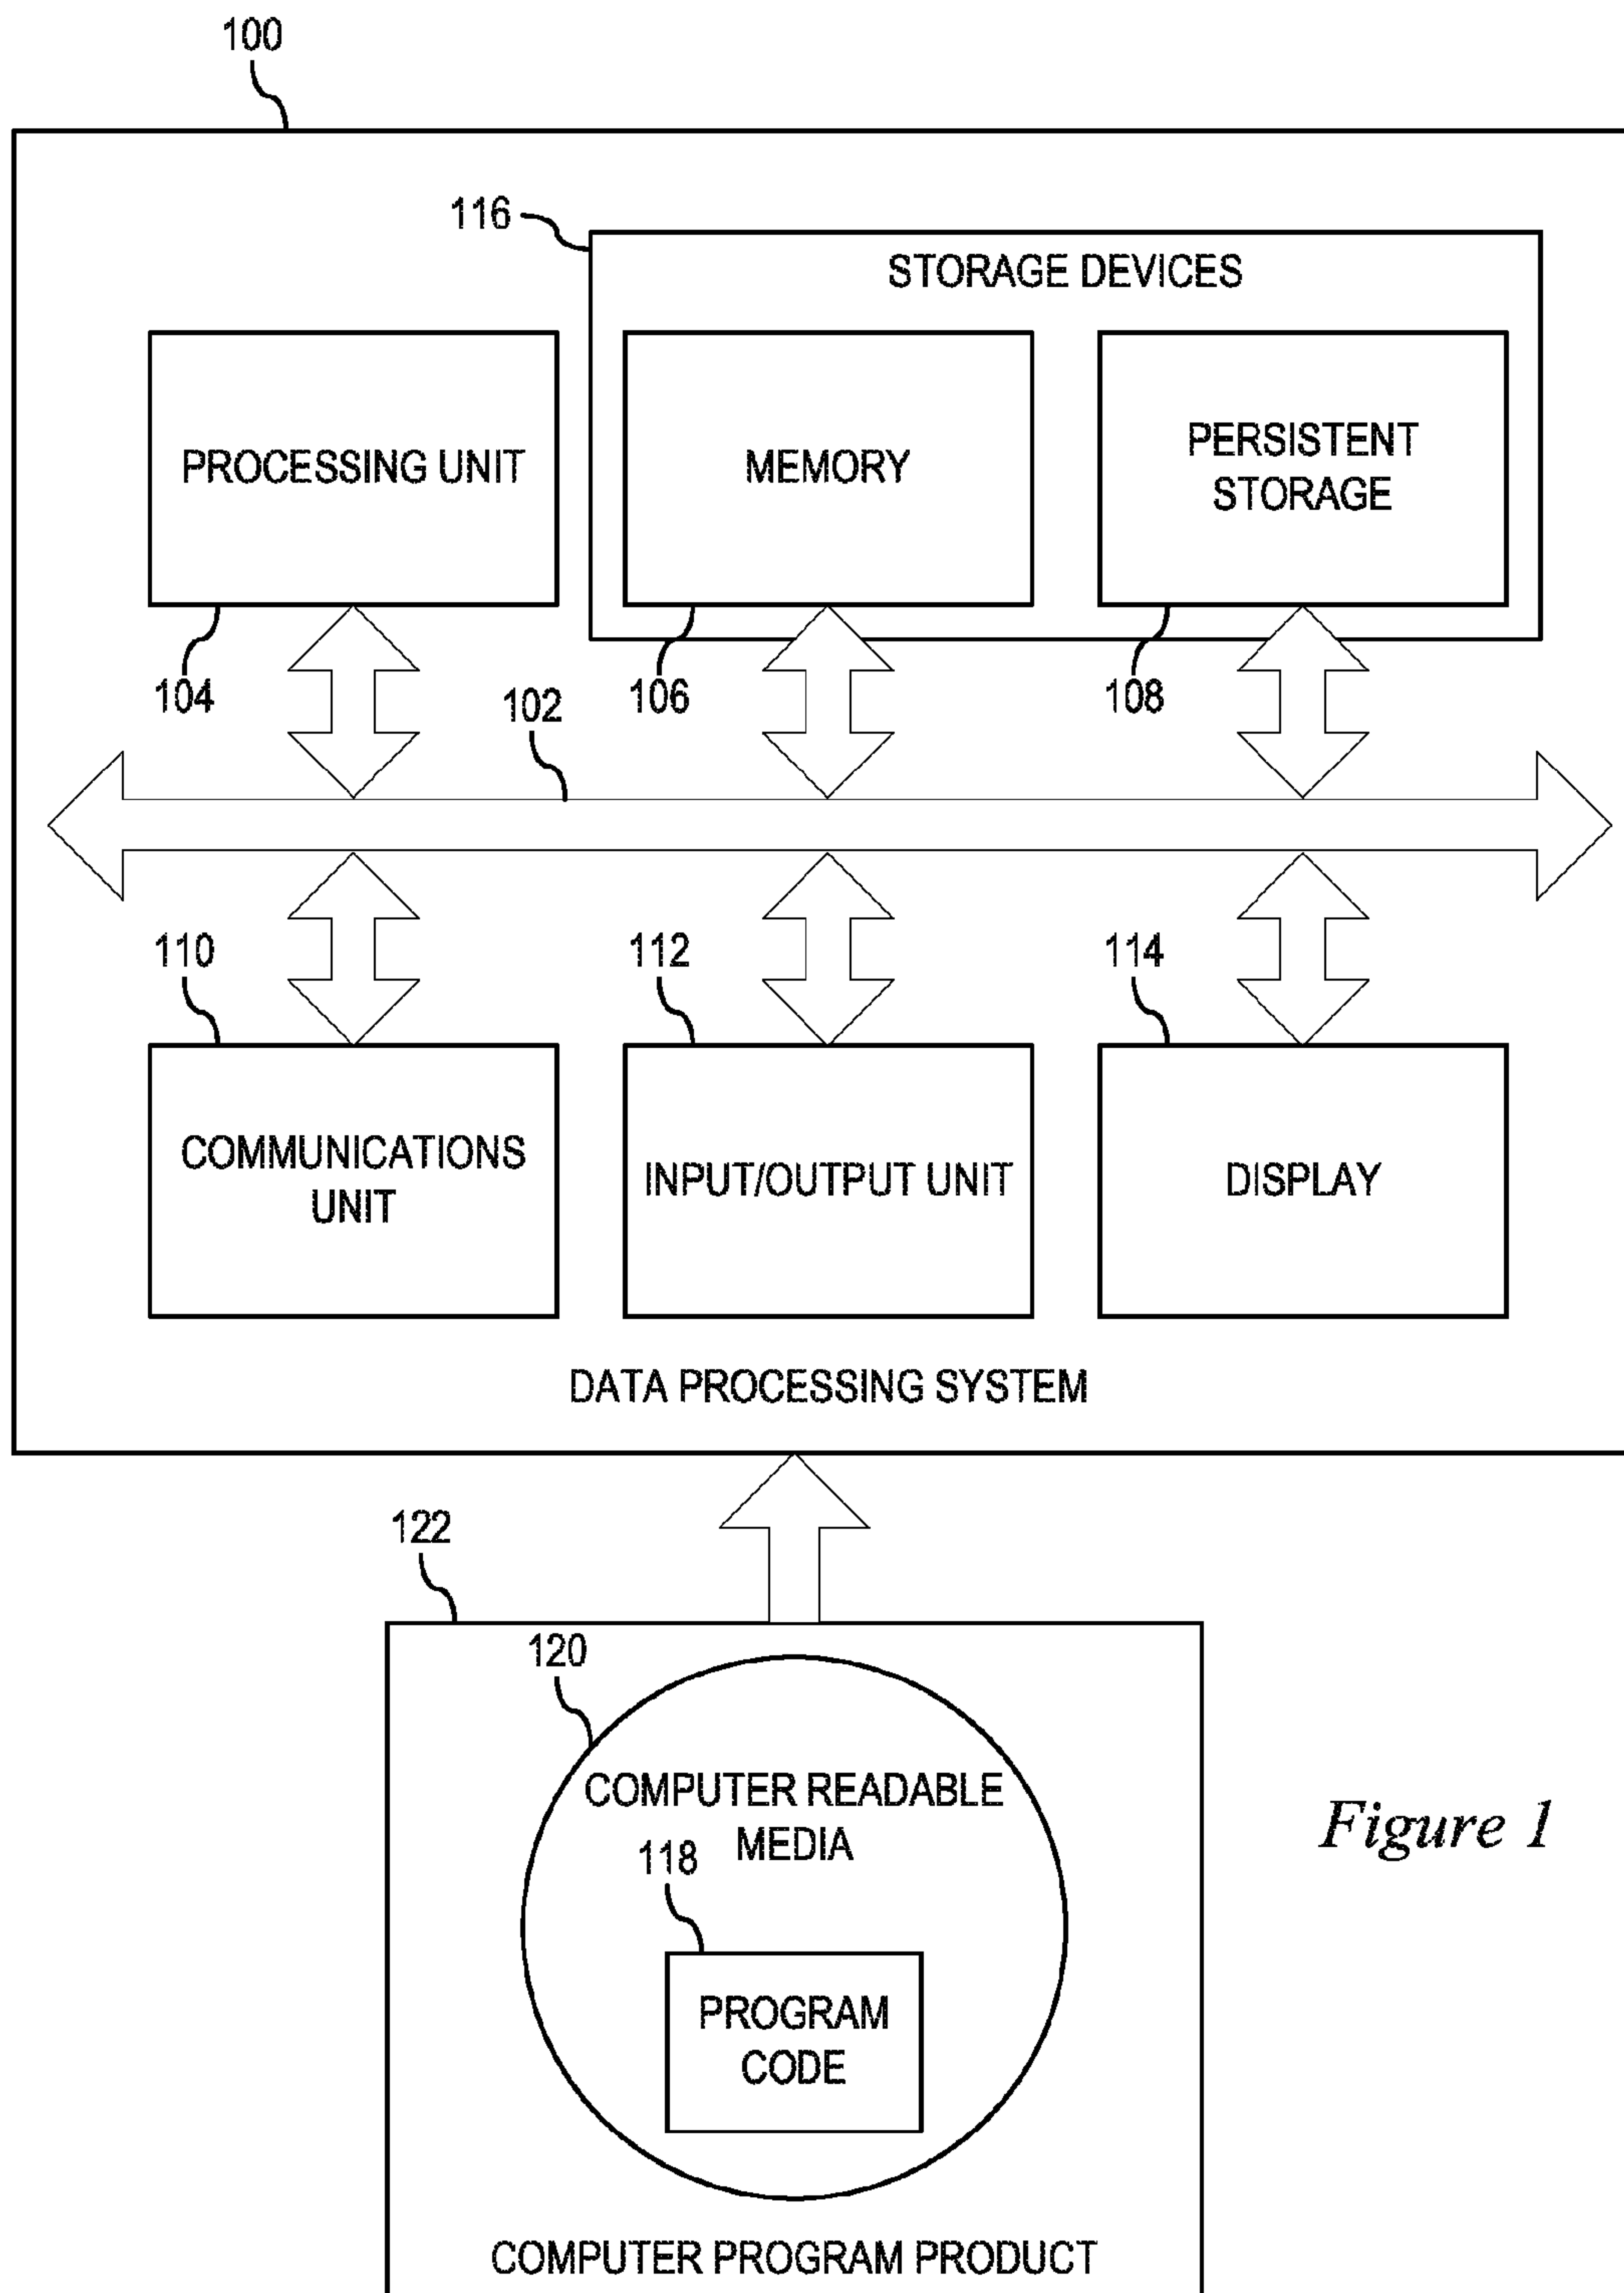 100
116
STORAGE DEVICES
PROCESSING UNIT
MEMORY
PERSISTENT
STORAGE
104
106
108
102
110
112
114
COMMUNICATIONS
UNIT
INPUT/OUTPUT UNIT
DISPLAY
DATA PROCESSING SYSTEM
122
120
COMPUTER READABLE
MEDIA
118
PROGRAM
CODE
COMPUTER PROGRAM PRODUCT
Figure 1